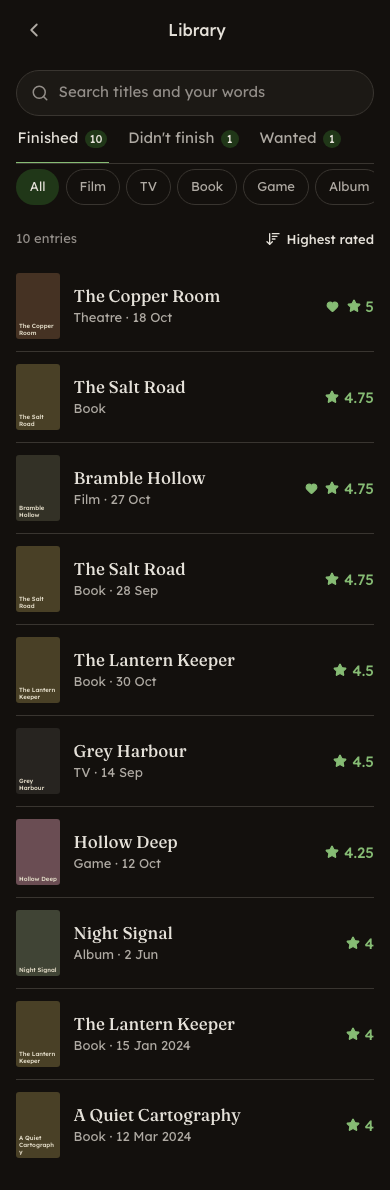 Library
Search titles and your words
Finished 10 Didn't finish 1 Wanted 1
All Film TV Book Game Album
10 entries Highest rated
The Copper Room
Theatre · 18 Oct
5
The Copper
Room
The Salt Road
Book
4.75
The Salt
Road
Bramble Hollow
Film · 27 Oct
4.75
Bramble
Hollow
The Salt Road
Book · 28 Sep
4.75
The Salt
Road
The Lantern Keeper
Book · 30 Oct
4.5
The Lantern
Keeper
Grey Harbour
TV · 14 Sep
4.5
Grey
Harbour
Hollow Deep
Game · 12 Oct
4.25
Hollow Deep
Night Signal
Album · 2 Jun
4
Night Signal
The Lantern Keeper
Book · 15 Jan 2024
4
The Lantern
Keeper
A Quiet Cartography
Book · 12 Mar 2024
4
A Quiet
Cartograph
y